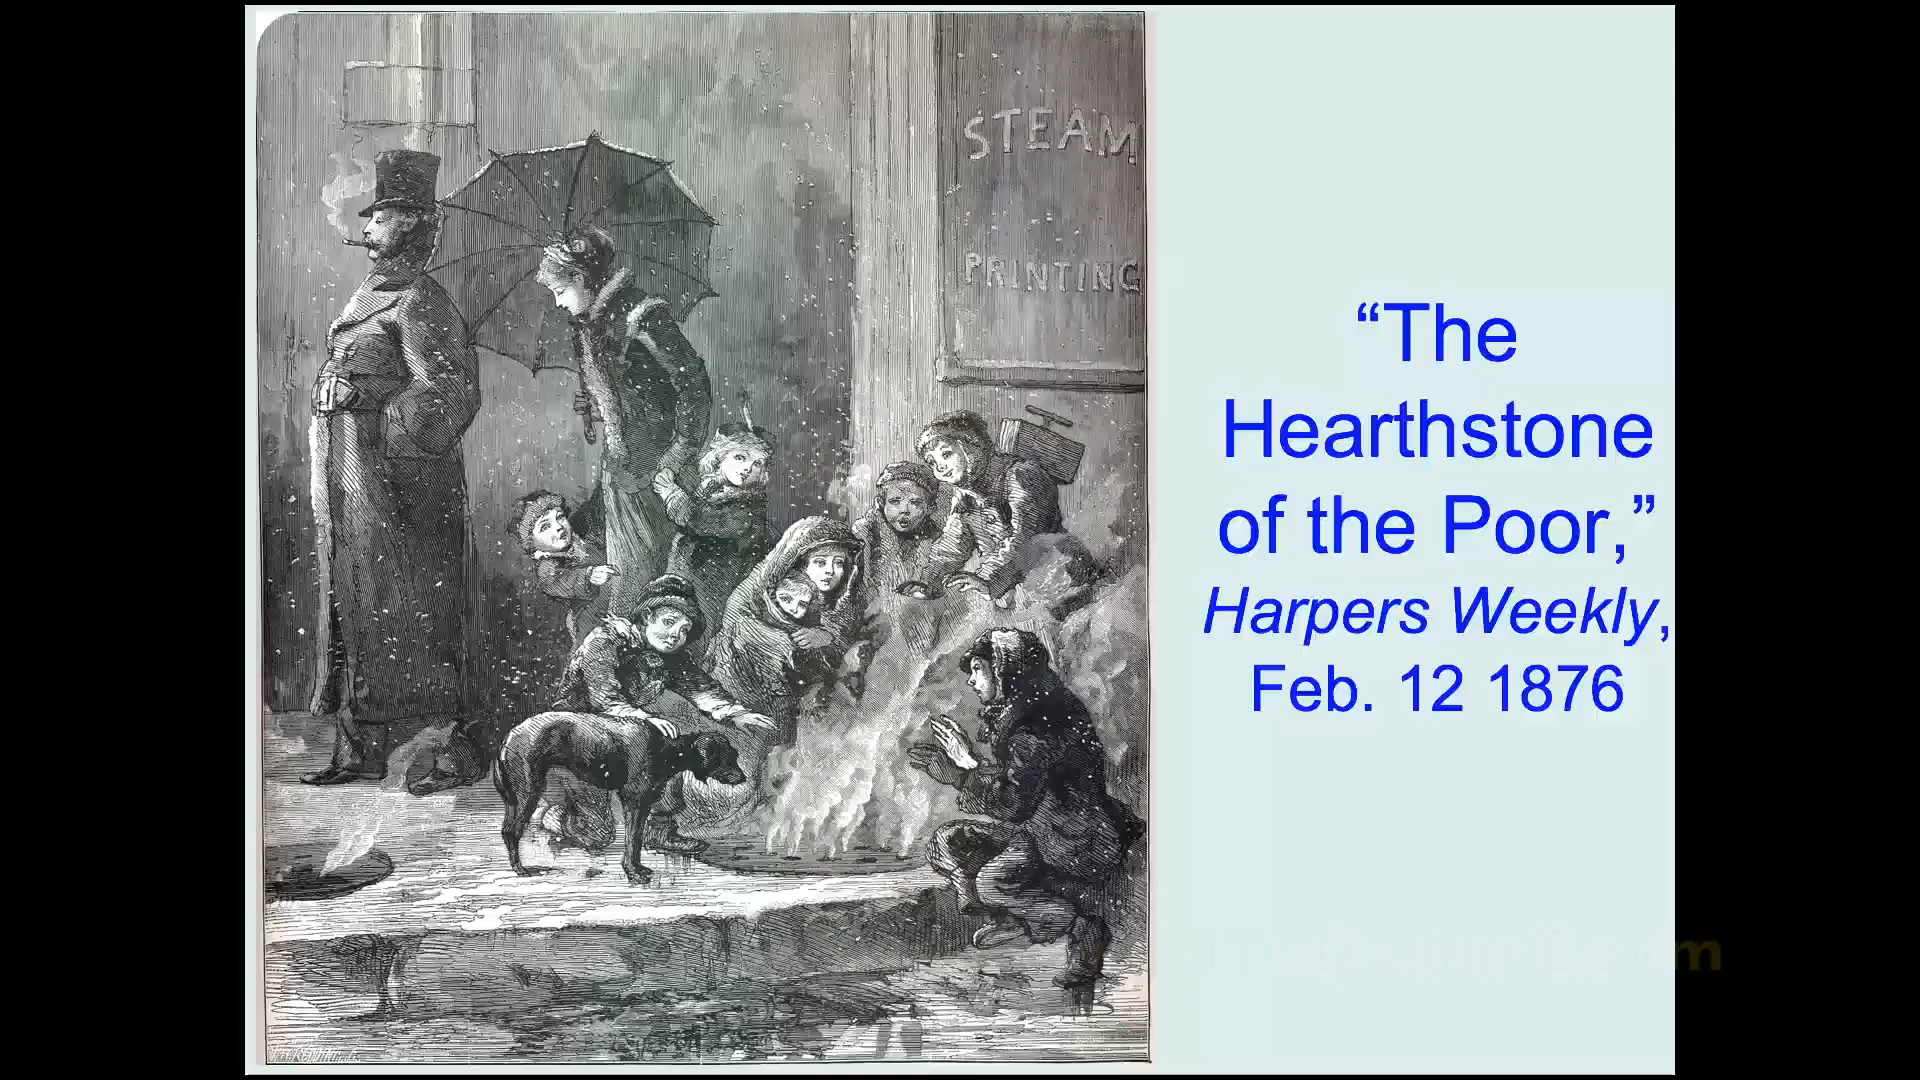 STEAM
PRINTING
“The
Hearthstone
of the Poor,”
Harpers Weekly,
Feb. 12 1876